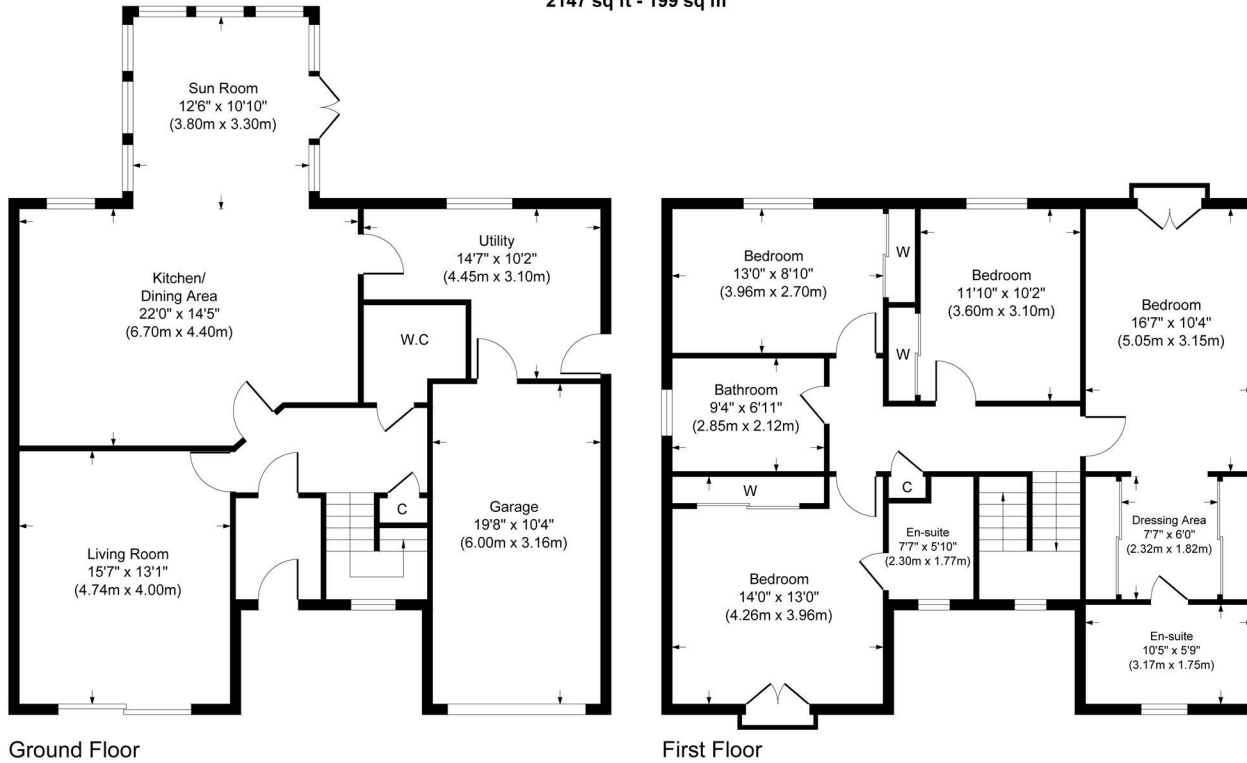 2147 sq ft - 199 sq m
Sun Room
12'6" x 10'10"
(3.80m x 3.30m)
Kitchen/
Dining Area
22'0" x 14'5"
(6.70m x 4.40m)
Utility
14'7" x 10'2"
(4.45m x 3.10m)
W.C
C
Living Room
15'7" x 13'1"
(4.74m x 4.00m)
Garage
19'8" x 10'4"
(6.00m x 3.16m)
Ground Floor
Bedroom
13'0" x 8'10"
(3.96m x 2.70m)
W
W
Bedroom
11'10" x 10'2"
(3.60m x 3.10m)
Bedroom
16'7" x 10'4"
(5.05m x 3.15m)
Bathroom
9'4" x 6'11"
(2.85m x 2.12m)
W
C
En-suite
7'7" x 5'10"
(2.30m x 1.77m)
Dressing Area
7'7" x 6'0"
(2.32m x 1.82m)
Bedroom
14'0" x 13'0"
(4.26m x 3.96m)
En-suite
10'5" x 5'9"
(3.17m x 1.75m)
First Floor